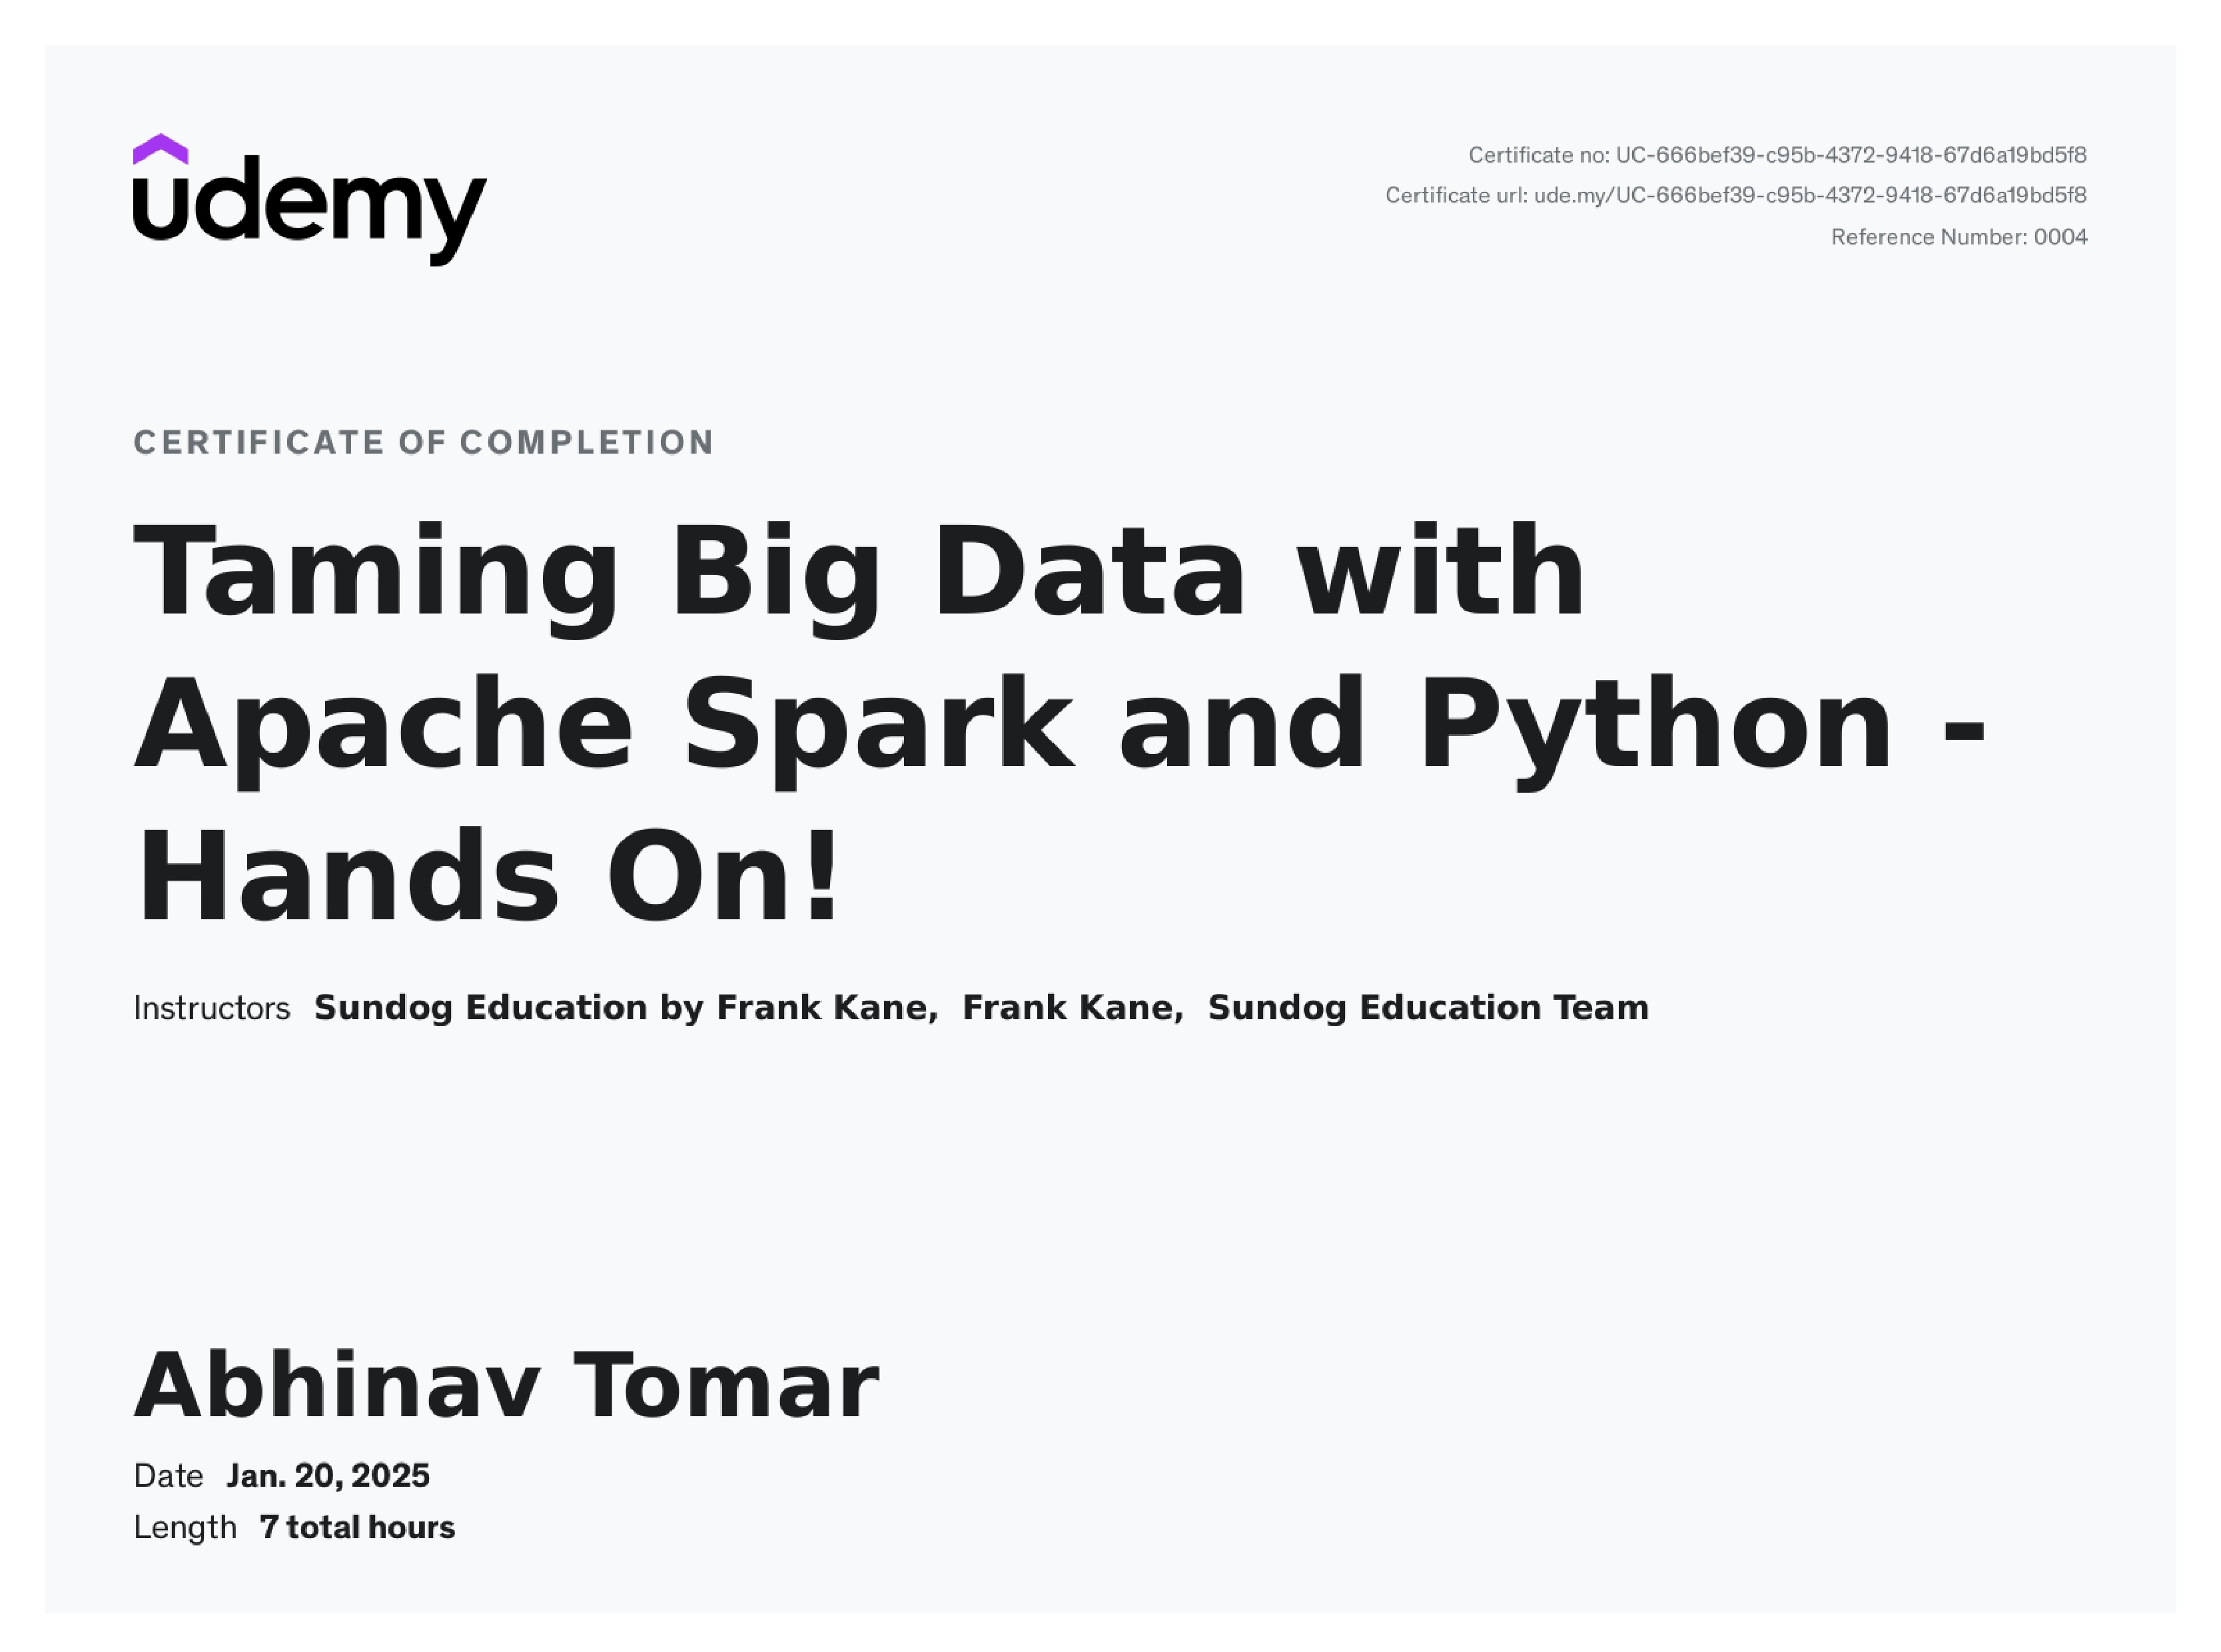 udemy
Certificate no: UC-666bef39-c95b-4372-9418-67d6a19bd5f8
Certificate url: ude.my/UC-666bef39-c95b-4372-9418-67d6a19bd5f8
Reference Number: 0004
CERTIFICATE OF COMPLETION
Taming Big Data with
Apache Spark and Python -
Hands On!
Instructors Sundog Education by Frank Kane, Frank Kane, Sundog Education Team
Abhinav Tomar
Date Jan. 20, 2025
Length 7 total hours